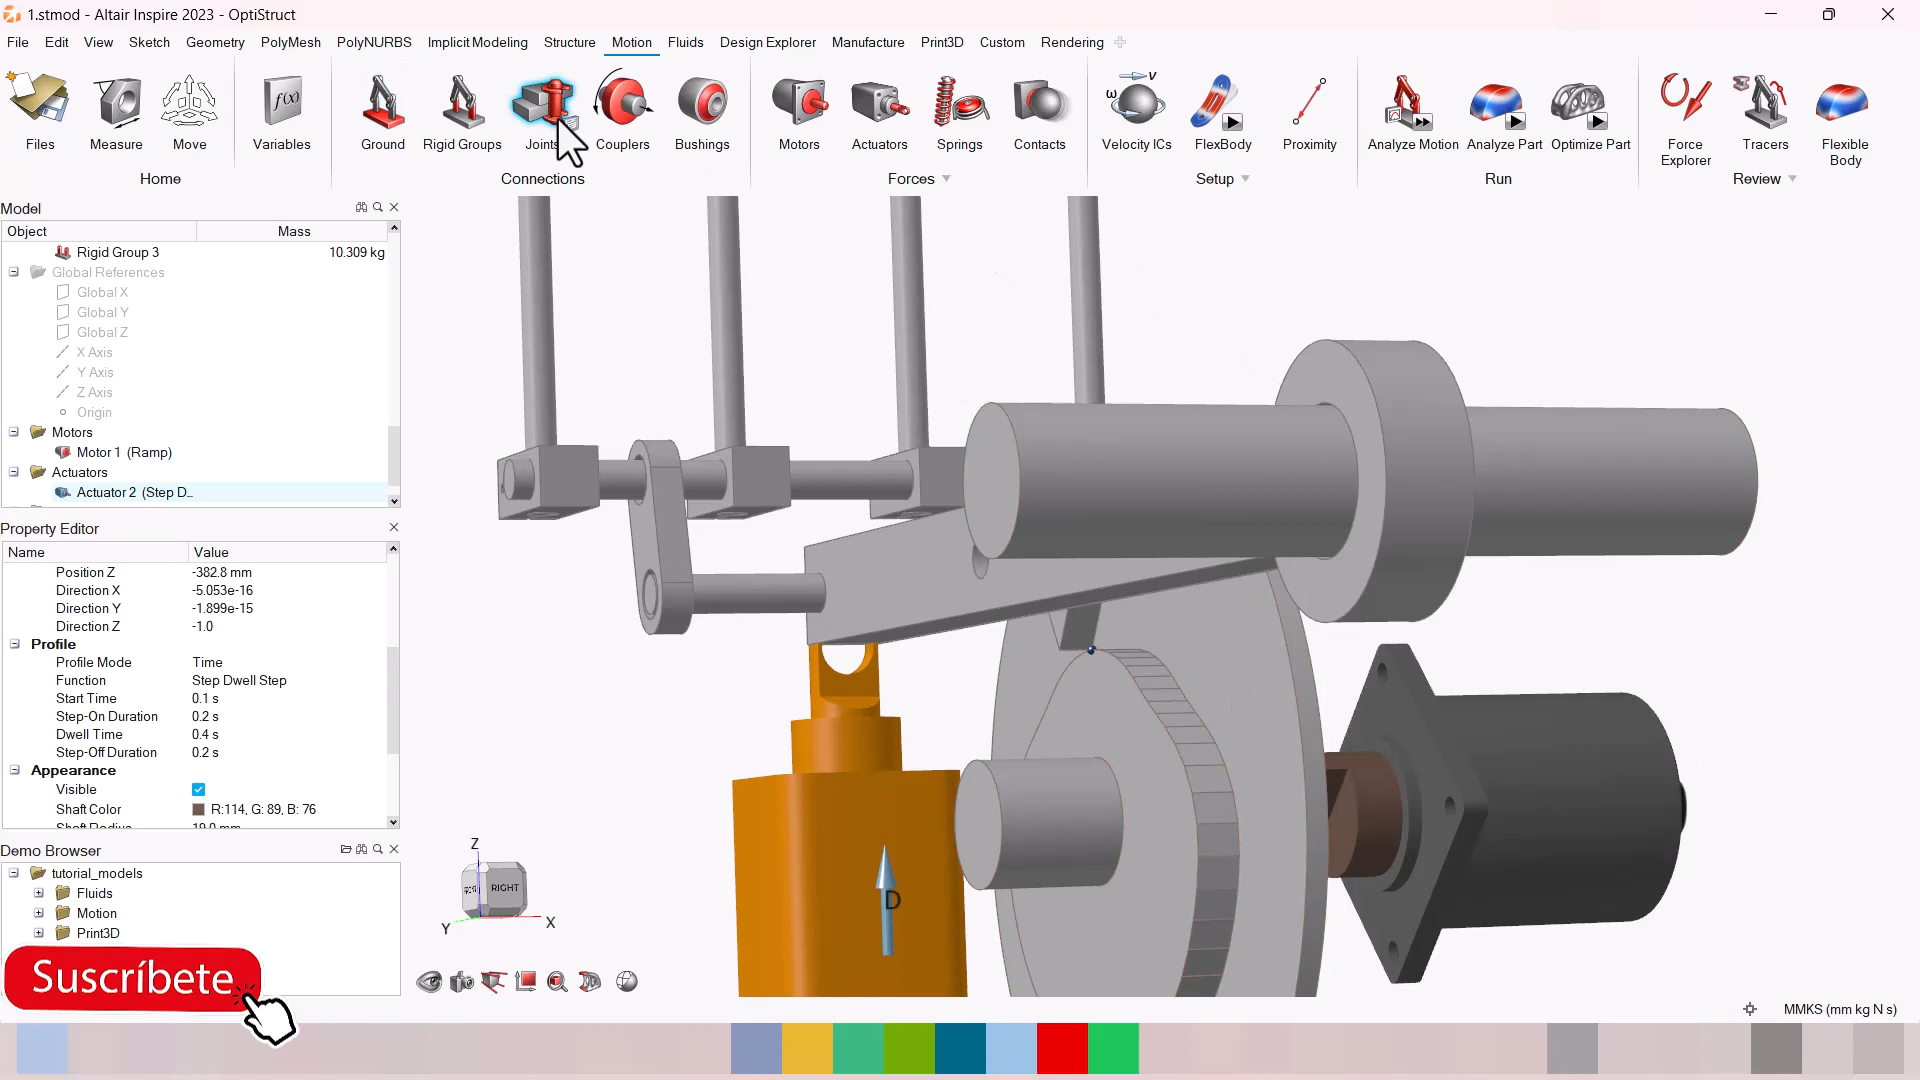 1.stmod - Altair Inspire 2023 - OptiStruct
File Edit View Sketch Geometry PolyMesh PolyNURBS Implicit Modeling Structure Motion Fluids Design Explorer Manufacture Print3D Custom Rendering
V
ω
f(x)
Files Measure Move Variables Ground Rigid Groups Joints Couplers Bushings Motors Actuators Springs Contacts Velocity ICs FlexBody Proximity Analyze Motion Analyze Part Optimize Part Force Explorer Tracers Flexible Body
Home Connections Forces Setup Run Review
Model
Object Mass
Rigid Group 3 10.309 kg
Global References
Global X
Global Y
Global Z
X Axis
Y Axis
Z Axis
Origin
Motors
Motor 1 (Ramp)
Actuators
Actuator 2 (Step D...
Property Editor
Name Value
Position Z -382.8 mm
Direction X -5.053e-16
Direction Y -1.899e-15
Direction Z -1.0
Profile
Profile Mode Time
Function Step Dwell Step
Start Time 0.1 s
Step-On Duration 0.2 s
Dwell Time 0.4 s
Step-Off Duration 0.2 s
Appearance
Visible
Shaft Color R:114, G: 89, B: 76
Shaft Radius 19.0 mm
Demo Browser
tutorial_models
Fluids
Motion
Print3D
Suscríbete
Z
RIGHT
X
Y
D
MMKS (mm kg N s)